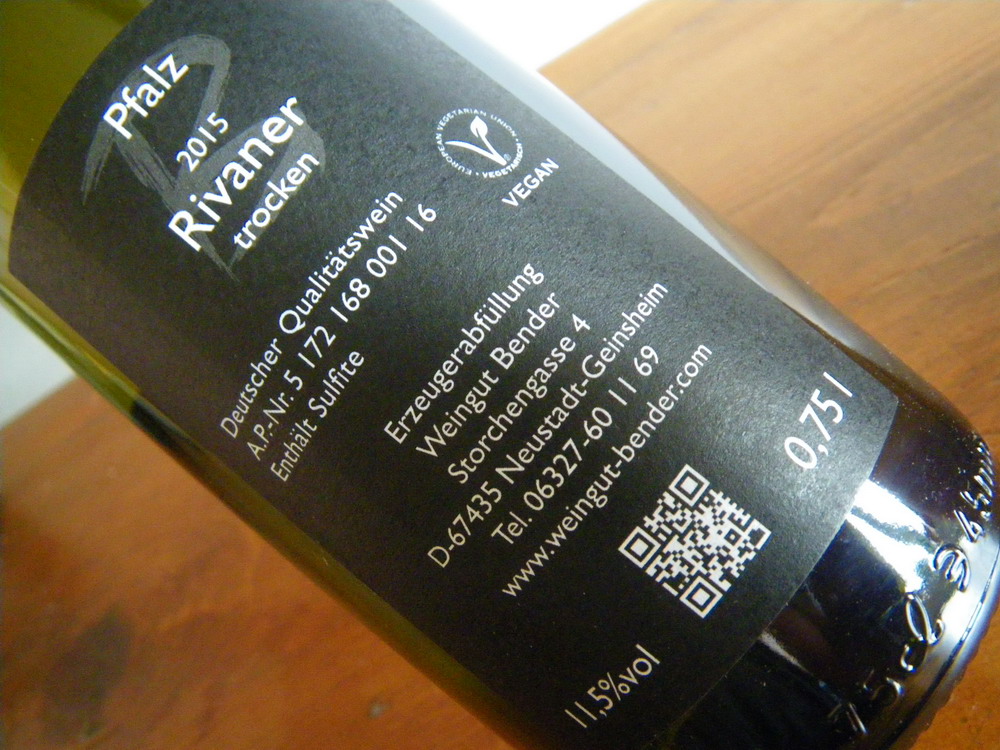 Pfalz
2015
Rivaner
trocken
EUROPEAN VEGETARIAN UNION
VEGETARISCH
VEGAN
Deutscher Qualitätswein
A.P.-Nr. 5 172 168 001 16
Enthält Sulfite
Erzeugerabfüllung
Weingut Bender
Storchengasse 4
D-67435 Neustadt-Geinsheim
Tel. 06327-60 11 69
www.weingut-bender.com
0,75 l
11,5%vol
75 cl